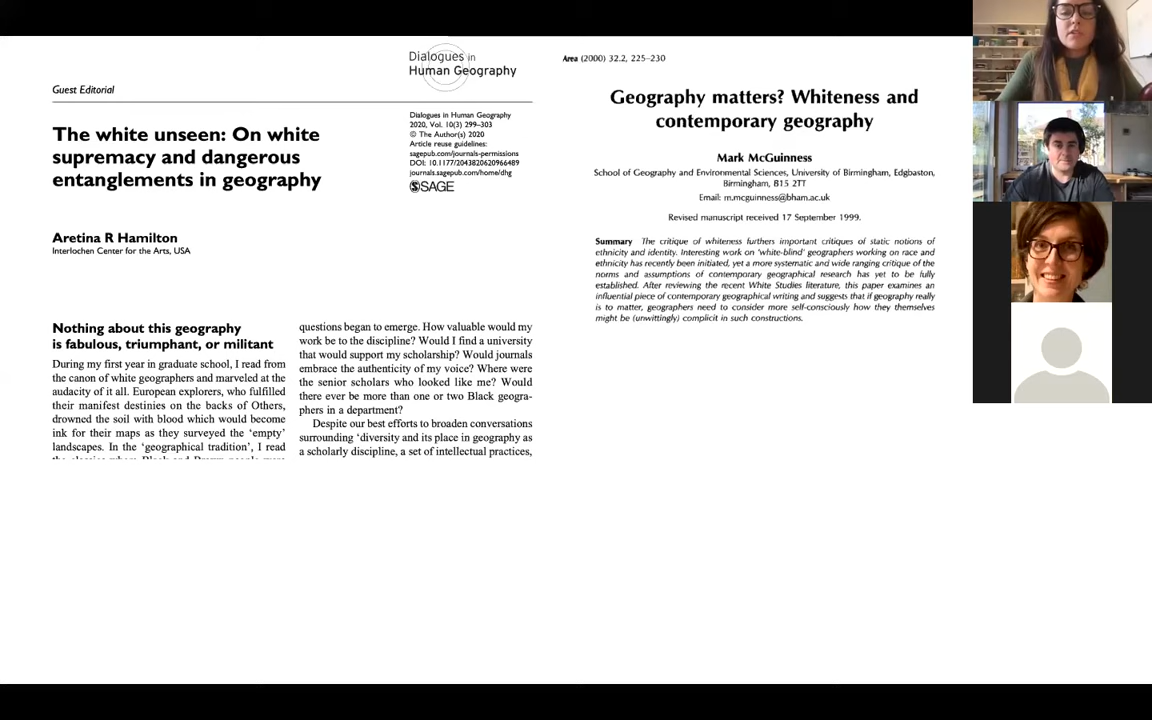 Dialogues in
Human Geography
Guest Editorial
Dialogues in Human Geography
2020, Vol. 10(3) 299–303
© The Author(s) 2020
Article reuse guidelines:
sagepub.com/journals-permissions
DOI: 10.1177/2043820620966489
journals.sagepub.com/home/dhg
SAGE
The white unseen: On white
supremacy and dangerous
entanglements in geography
Aretina R Hamilton
Interlochen Center for the Arts, USA
Nothing about this geography
is fabulous, triumphant, or militant
During my first year in graduate school, I read from
the canon of white geographers and marveled at the
audacity of it all. European explorers, who fulfilled
their manifest destinies on the backs of Others,
drowned the soil with blood which would become
ink for their maps as they surveyed the ‘empty’
landscapes. In the ‘geographical tradition’, I read
questions began to emerge. How valuable would my
work be to the discipline? Would I find a university
that would support my scholarship? Would journals
embrace the authenticity of my voice? Where were
the senior scholars who looked like me? Would
there ever be more than one or two Black geogra-
phers in a department?
Despite our best efforts to broaden conversations
surrounding ‘diversity and its place in geography as
a scholarly discipline, a set of intellectual practices,
Area (2000) 32.2, 225–230
Geography matters? Whiteness and
contemporary geography
Mark McGuinness
School of Geography and Environmental Sciences, University of Birmingham, Edgbaston,
Birmingham, B15 2TT
Email: m.mcguinness@bham.ac.uk
Revised manuscript received 17 September 1999.
Summary The critique of whiteness furthers important critiques of static notions of
ethnicity and identity. Interesting work on ‘white-blind’ geographers working on race and
ethnicity has recently been initiated, yet a more systematic and wide ranging critique of the
norms and assumptions of contemporary geographical research has yet to be fully
established. After reviewing the recent White Studies literature, this paper examines an
influential piece of contemporary geographical writing and suggests that if geography really
is to matter, geographers need to consider more self-consciously how they themselves
might be (unwittingly) complicit in such constructions.